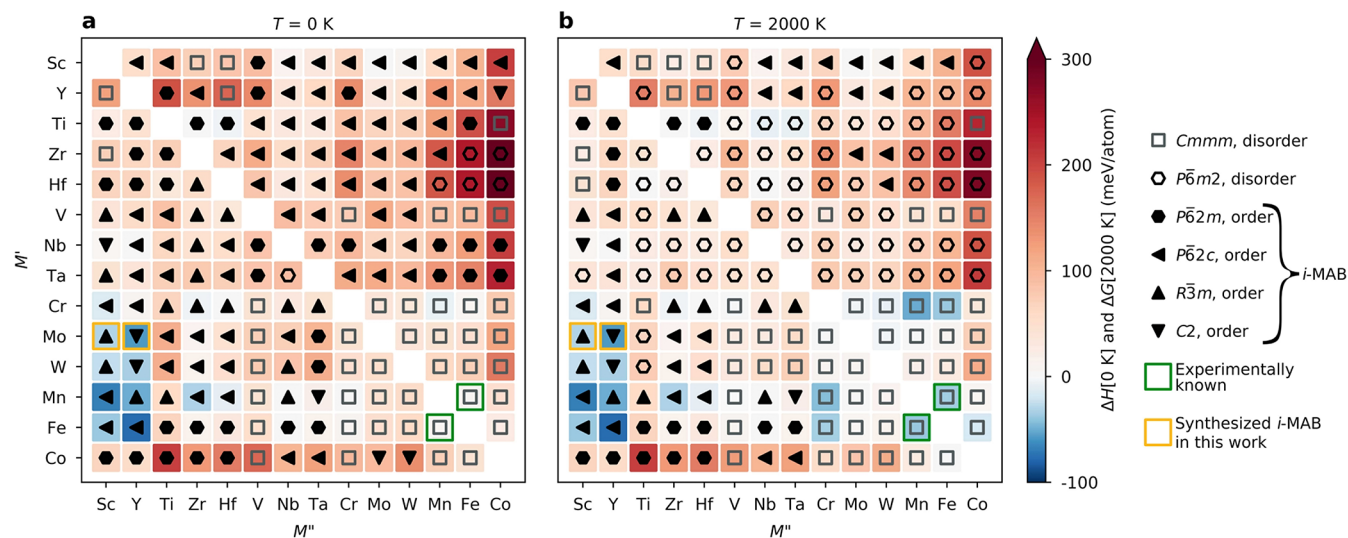 a
T = 0 K
b
T = 2000 K
M'
Sc
Y
Ti
Zr
Hf
V
Nb
Ta
Cr
Mo
W
Mn
Fe
Co
Sc Y Ti Zr Hf V Nb Ta Cr Mo W Mn Fe Co
M"
Sc Y Ti Zr Hf V Nb Ta Cr Mo W Mn Fe Co
M"
300
200
100
0
-100
ΔH[0 K] and ΔG[2000 K] (meV/atom)
Cmmm, disorder
P6̅m2, disorder
P6̅2m, order
P6̅2c, order
R3̅m, order
C2, order
i-MAB
Experimentally
known
Synthesized i-MAB
in this work